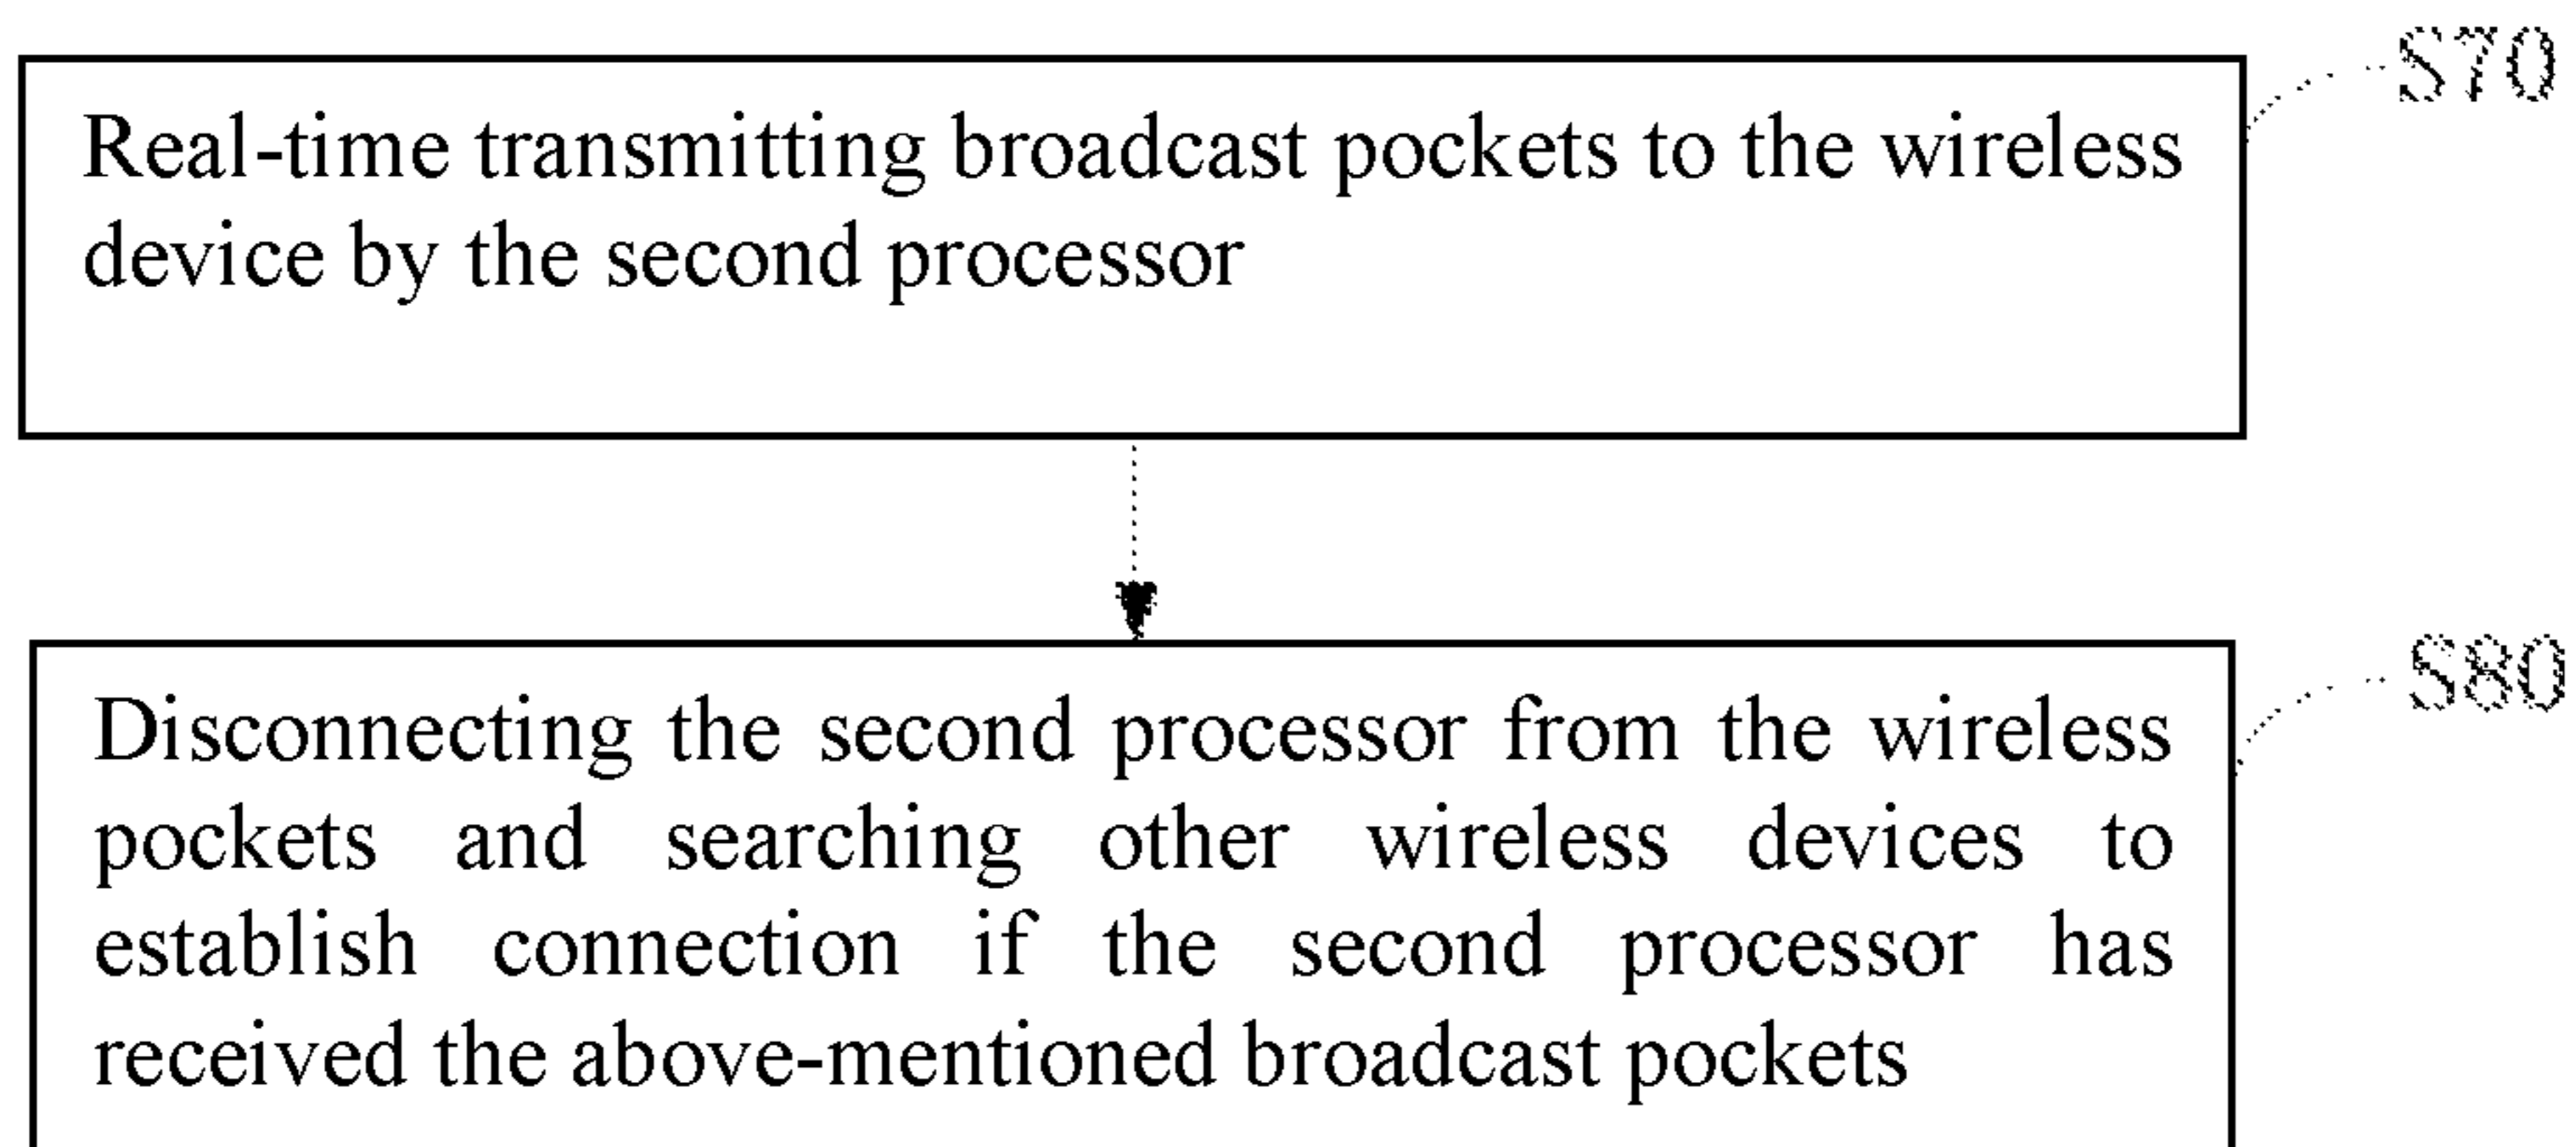 S70
Real-time transmitting broadcast pockets to the wireless
device by the second processor
S80
Disconnecting the second processor from the wireless
pockets and searching other wireless devices to
establish connection if the second processor has
received the above-mentioned broadcast pockets